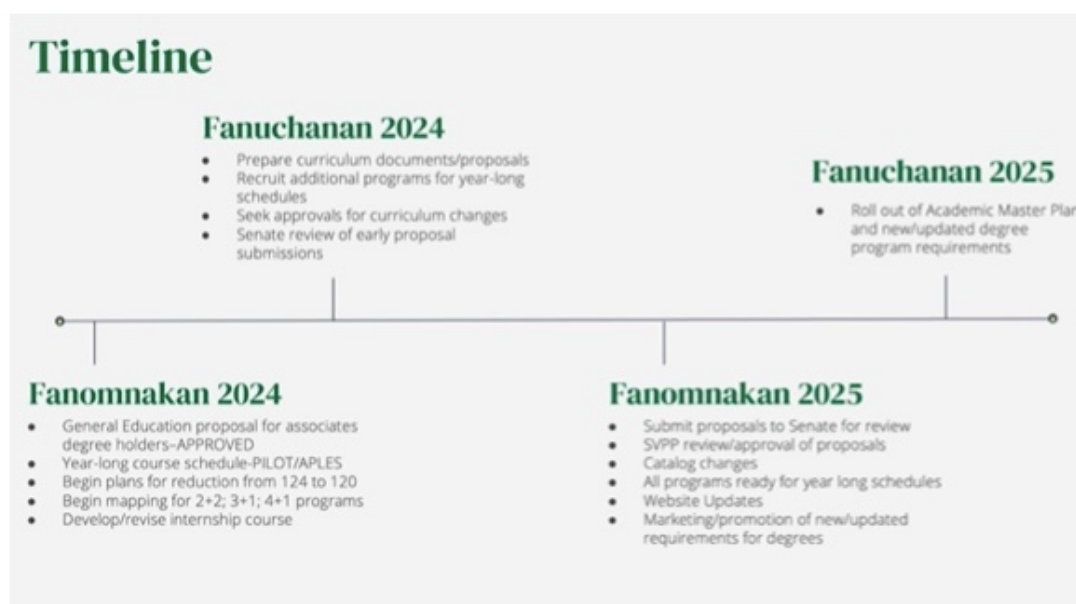 Timeline
Fanuchanan 2024
Prepare curriculum documents/proposals
Recruit additional programs for year-long
schedules
Seek approvals for curriculum changes
Senate review of early proposal
submissions
Fanuchanan 2025
Roll out of Academic Master Plan
and new/updated degree
program requirements
Fanomnakan 2024
General Education proposal for associates
degree holders–APPROVED
Year-long course schedule-PILOT/APLES
Begin plans for reduction from 124 to 120
Begin mapping for 2+2; 3+1; 4+1 programs
Develop/revise internship course
Fanomnakan 2025
Submit proposals to Senate for review
SVPP review/approval of proposals
Catalog changes
All programs ready for year long schedules
Website Updates
Marketing/promotion of new/updated
requirements for degrees